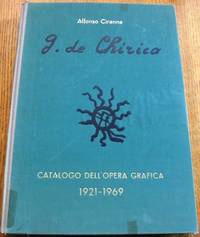 Alfonso Ciranna
g. de Chirico
CATALOGO DELL'OPERA GRAFICA
1921-1969